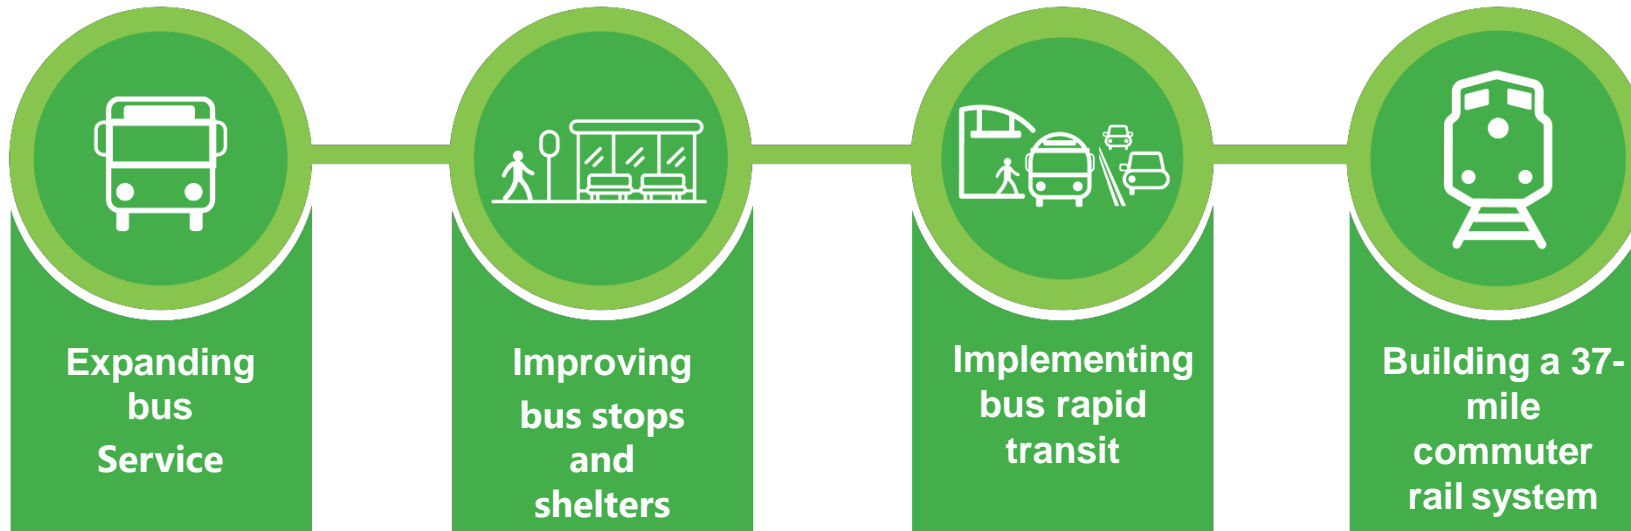 Expanding
bus
Service
Improving
bus stops
and
shelters
Implementing
bus rapid
transit
Building a 37-
mile
commuter
rail system